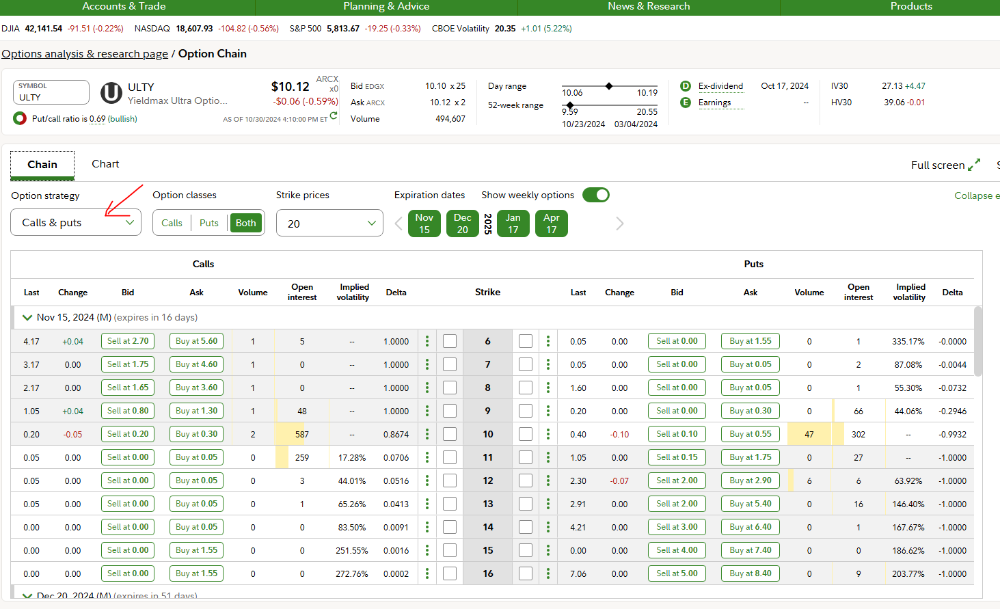 Accounts & Trade Planning & Advice News & Research Products
DJIA 42,141.54 -91.51 (-0.22%) NASDAQ 18,607.93 -104.82 (-0.56%) S&P 500 5,813.67 -19.25 (-0.33%) CBOE Volatility 20.35 +1.01 (5.22%)
Options analysis & research page / Option Chain
SYMBOL
ULTY
U
ULTY
Yieldmax Ultra Optio...
Put/call ratio is 0.69 (bullish)
$10.12 ARCX
x0
-$0.06 (-0.59%)
AS OF 10/30/2024 4:10:00 PM ET
Bid EDGX 10.10 x 25
Ask ARCX 10.12 x 2
Volume 494,607
Day range 10.06 10.19
52-week range 9.59 20.55
10/23/2024 03/04/2024
D Ex-dividend Oct 17, 2024
E Earnings --
IV30 27.13 +4.47
HV30 39.06 -0.01
Chain Chart Full screen
Option strategy Option classes Strike prices Expiration dates Show weekly options Collapse e
Calls & puts Calls Puts Both 20 Nov 15 Dec 20 2025 Jan 17 Apr 17
Calls Puts
Last Change Bid Ask Volume Open interest Implied volatility Delta Strike Last Change Bid Ask Volume Open interest Implied volatility Delta
Nov 15, 2024 (M) (expires in 16 days)
4.17 +0.04 Sell at 2.70 Buy at 5.60 1 5 -- 1.0000 6 0.05 0.00 Sell at 0.00 Buy at 1.55 0 1 335.17% -0.0000
3.17 0.00 Sell at 1.75 Buy at 4.60 1 0 -- 1.0000 7 0.05 0.00 Sell at 0.00 Buy at 0.05 0 2 87.08% -0.0044
2.17 0.00 Sell at 1.65 Buy at 3.60 1 0 -- 1.0000 8 1.60 0.00 Sell at 0.00 Buy at 0.05 0 1 55.30% -0.0732
1.05 +0.04 Sell at 0.80 Buy at 1.30 1 48 -- 1.0000 9 0.20 0.00 Sell at 0.00 Buy at 0.30 0 66 44.06% -0.2946
0.20 -0.05 Sell at 0.20 Buy at 0.30 2 587 -- 0.8674 10 0.40 -0.10 Sell at 0.10 Buy at 0.55 47 302 -- -0.9932
0.05 0.00 Sell at 0.00 Buy at 0.05 0 259 17.28% 0.0706 11 1.05 0.00 Sell at 0.15 Buy at 1.75 0 27 -- -1.0000
0.05 0.00 Sell at 0.00 Buy at 0.05 0 3 44.01% 0.0516 12 2.30 -0.07 Sell at 2.00 Buy at 2.90 6 6 63.92% -1.0000
0.05 0.00 Sell at 0.00 Buy at 0.05 0 1 65.26% 0.0413 13 2.91 0.00 Sell at 2.00 Buy at 5.40 0 16 146.40% -1.0000
0.00 0.00 Sell at 0.00 Buy at 0.05 0 0 83.50% 0.0091 14 4.21 0.00 Sell at 3.00 Buy at 6.40 0 1 167.67% -1.0000
0.00 0.00 Sell at 0.00 Buy at 1.55 0 0 251.55% 0.0016 15 0.00 0.00 Sell at 4.00 Buy at 7.40 0 0 186.62% -1.0000
0.00 0.00 Sell at 0.00 Buy at 1.55 0 0 272.76% 0.0002 16 7.06 0.00 Sell at 5.00 Buy at 8.40 0 9 203.77% -1.0000
Dec 20, 2024 (M) (expires in 51 days)